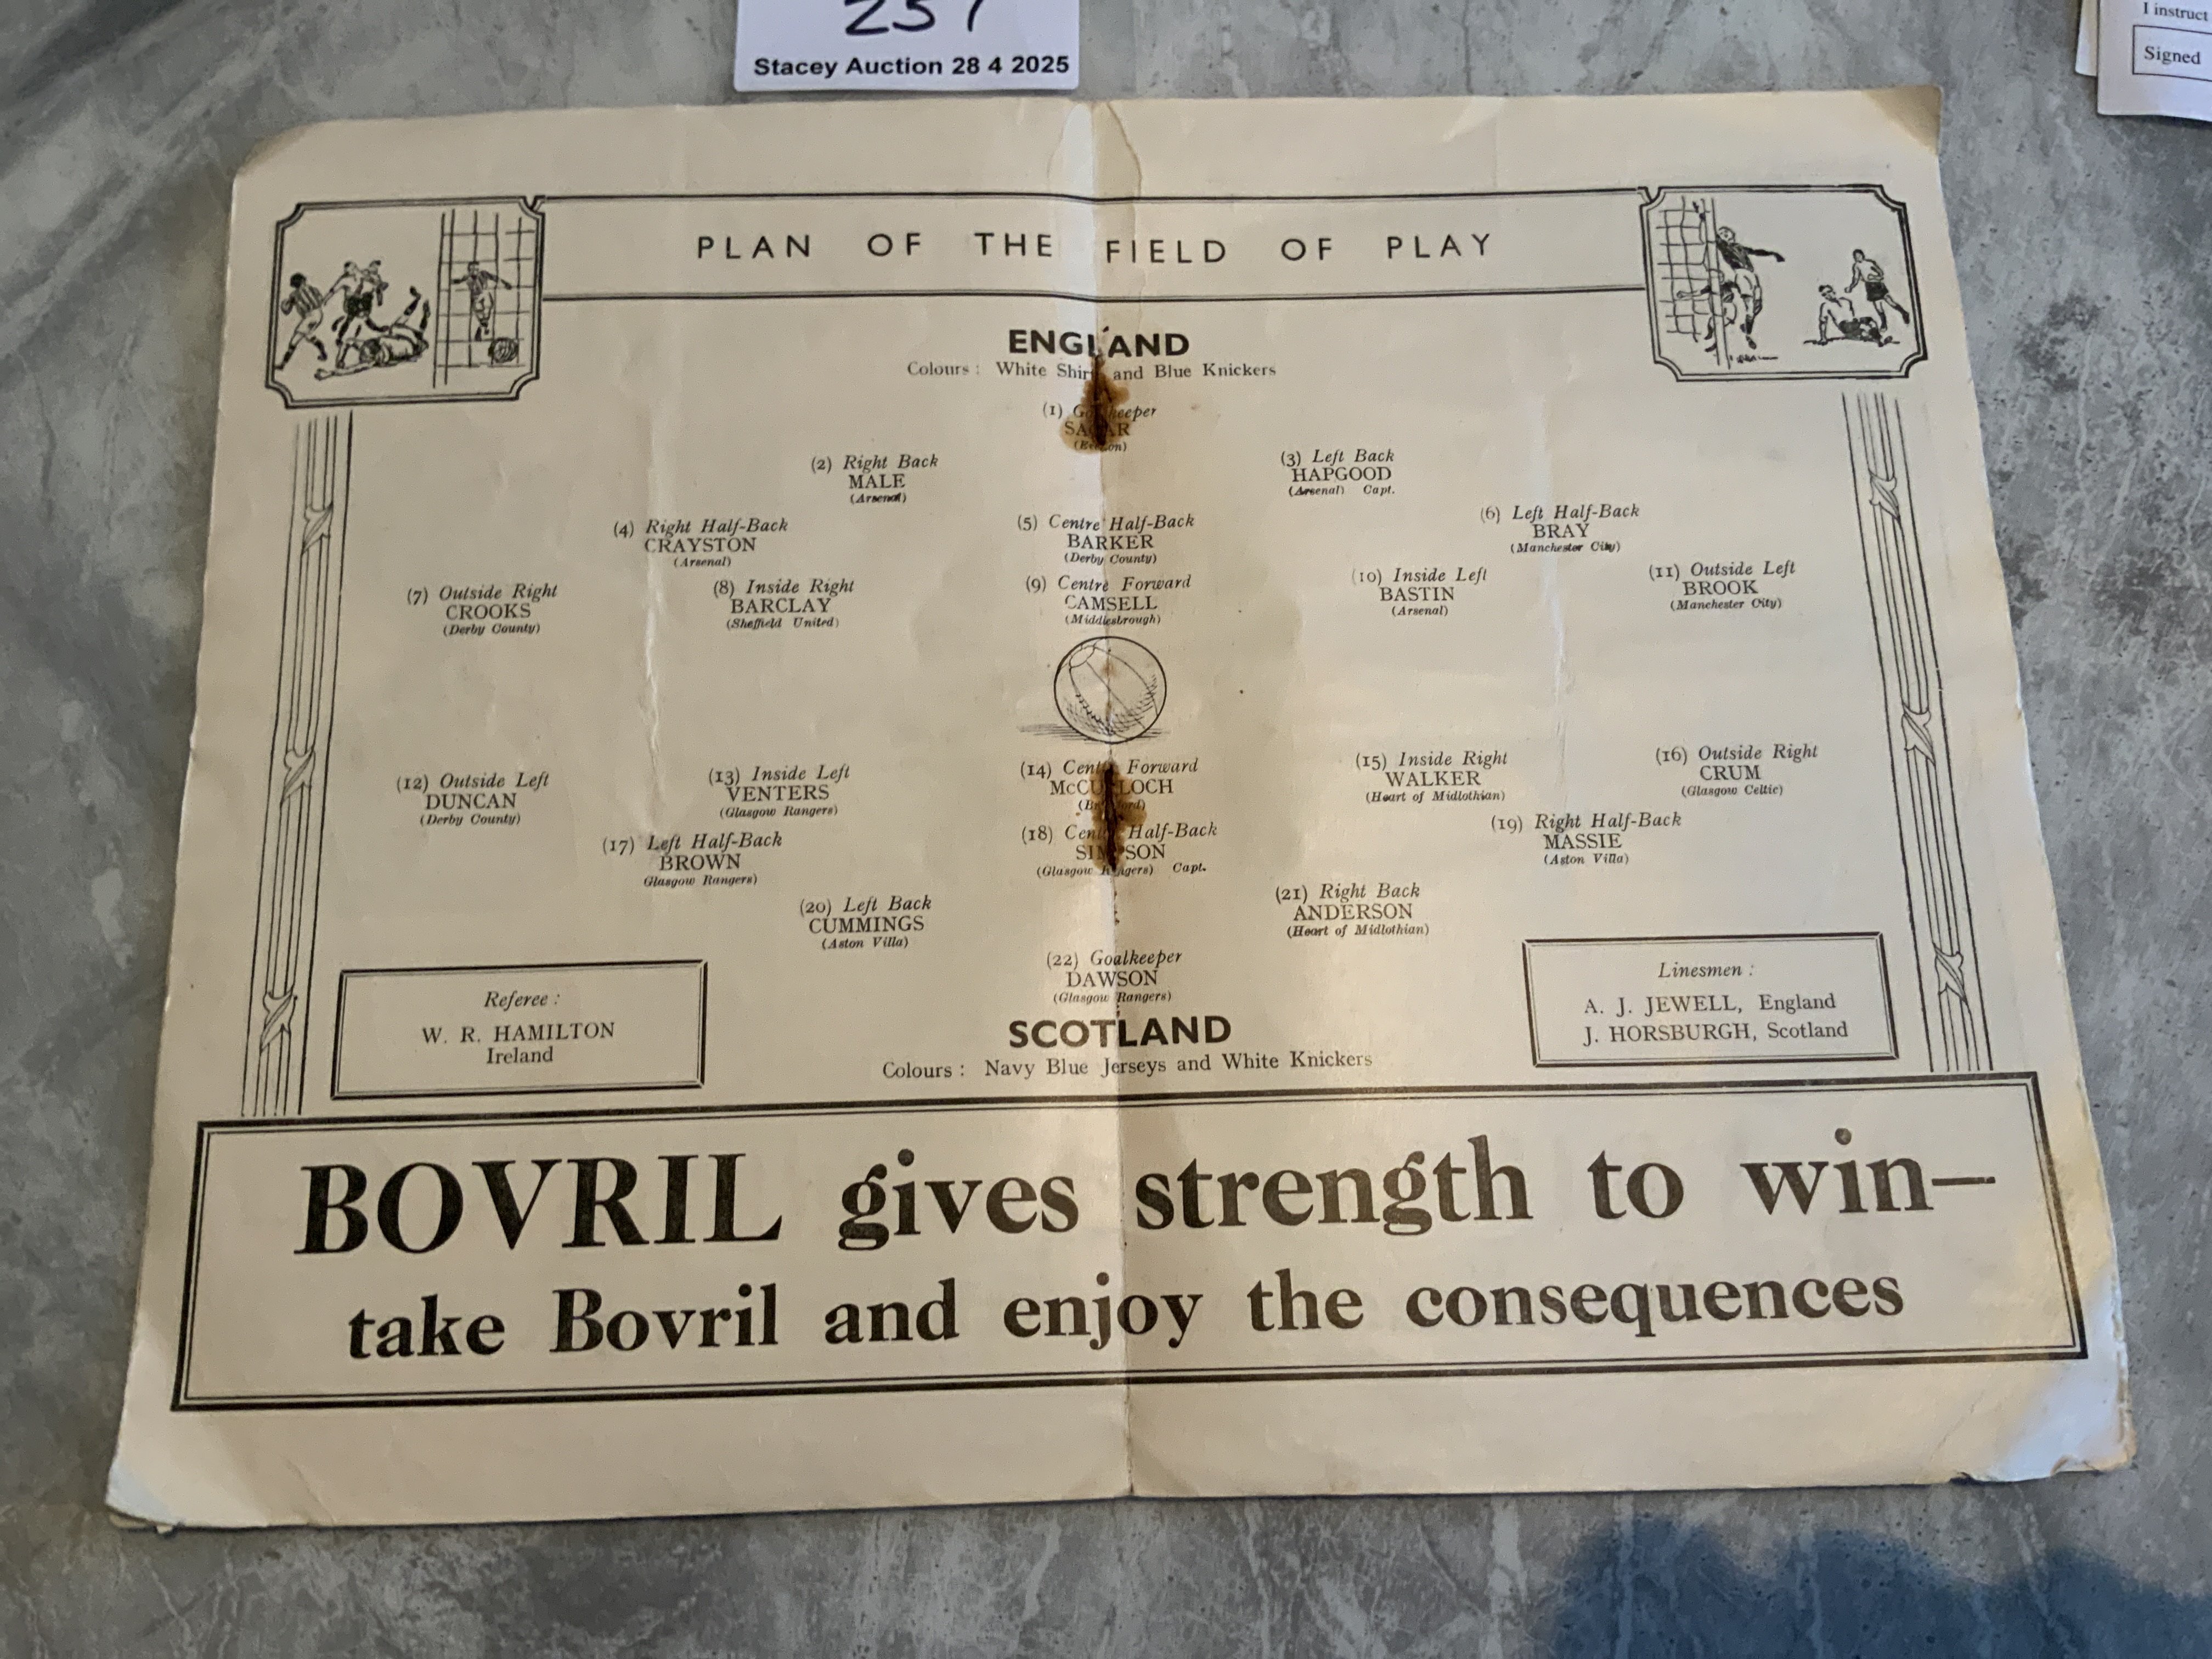 Stacey Auction 28 4 2025
I instruct
Signed
PLAN OF THE FIELD OF PLAY
ENGLAND
Colours : White Shirt and Blue Knickers
(1) Goalkeeper
SAGAR
(Everton)
(2) Right Back
MALE
(Arsenal)
(3) Left Back
HAPGOOD
(Arsenal) Capt.
(4) Right Half-Back
CRAYSTON
(Arsenal)
(5) Centre Half-Back
BARKER
(Derby County)
(6) Left Half-Back
BRAY
(Manchester City)
(7) Outside Right
CROOKS
(Derby County)
(8) Inside Right
BARCLAY
(Sheffield United)
(9) Centre Forward
CAMSELL
(Middlesbrough)
(10) Inside Left
BASTIN
(Arsenal)
(11) Outside Left
BROOK
(Manchester City)
(12) Outside Left
DUNCAN
(Derby County)
(13) Inside Left
VENTERS
(Glasgow Rangers)
(14) Centre Forward
McCULLOCH
(Brentford)
(15) Inside Right
WALKER
(Heart of Midlothian)
(16) Outside Right
CRUM
(Glasgow Celtic)
(17) Left Half-Back
BROWN
Glasgow Rangers)
(18) Centre Half-Back
SIMPSON
(Glasgow Rangers) Capt.
(19) Right Half-Back
MASSIE
(Aston Villa)
(20) Left Back
CUMMINGS
(Aston Villa)
(21) Right Back
ANDERSON
(Heart of Midlothian)
(22) Goalkeeper
DAWSON
(Glasgow Rangers)
SCOTLAND
Colours : Navy Blue Jerseys and White Knickers
Referee :
W. R. HAMILTON
Ireland
Linesmen :
A. J. JEWELL, England
J. HORSBURGH, Scotland
BOVRIL gives strength to win–
take Bovril and enjoy the consequences